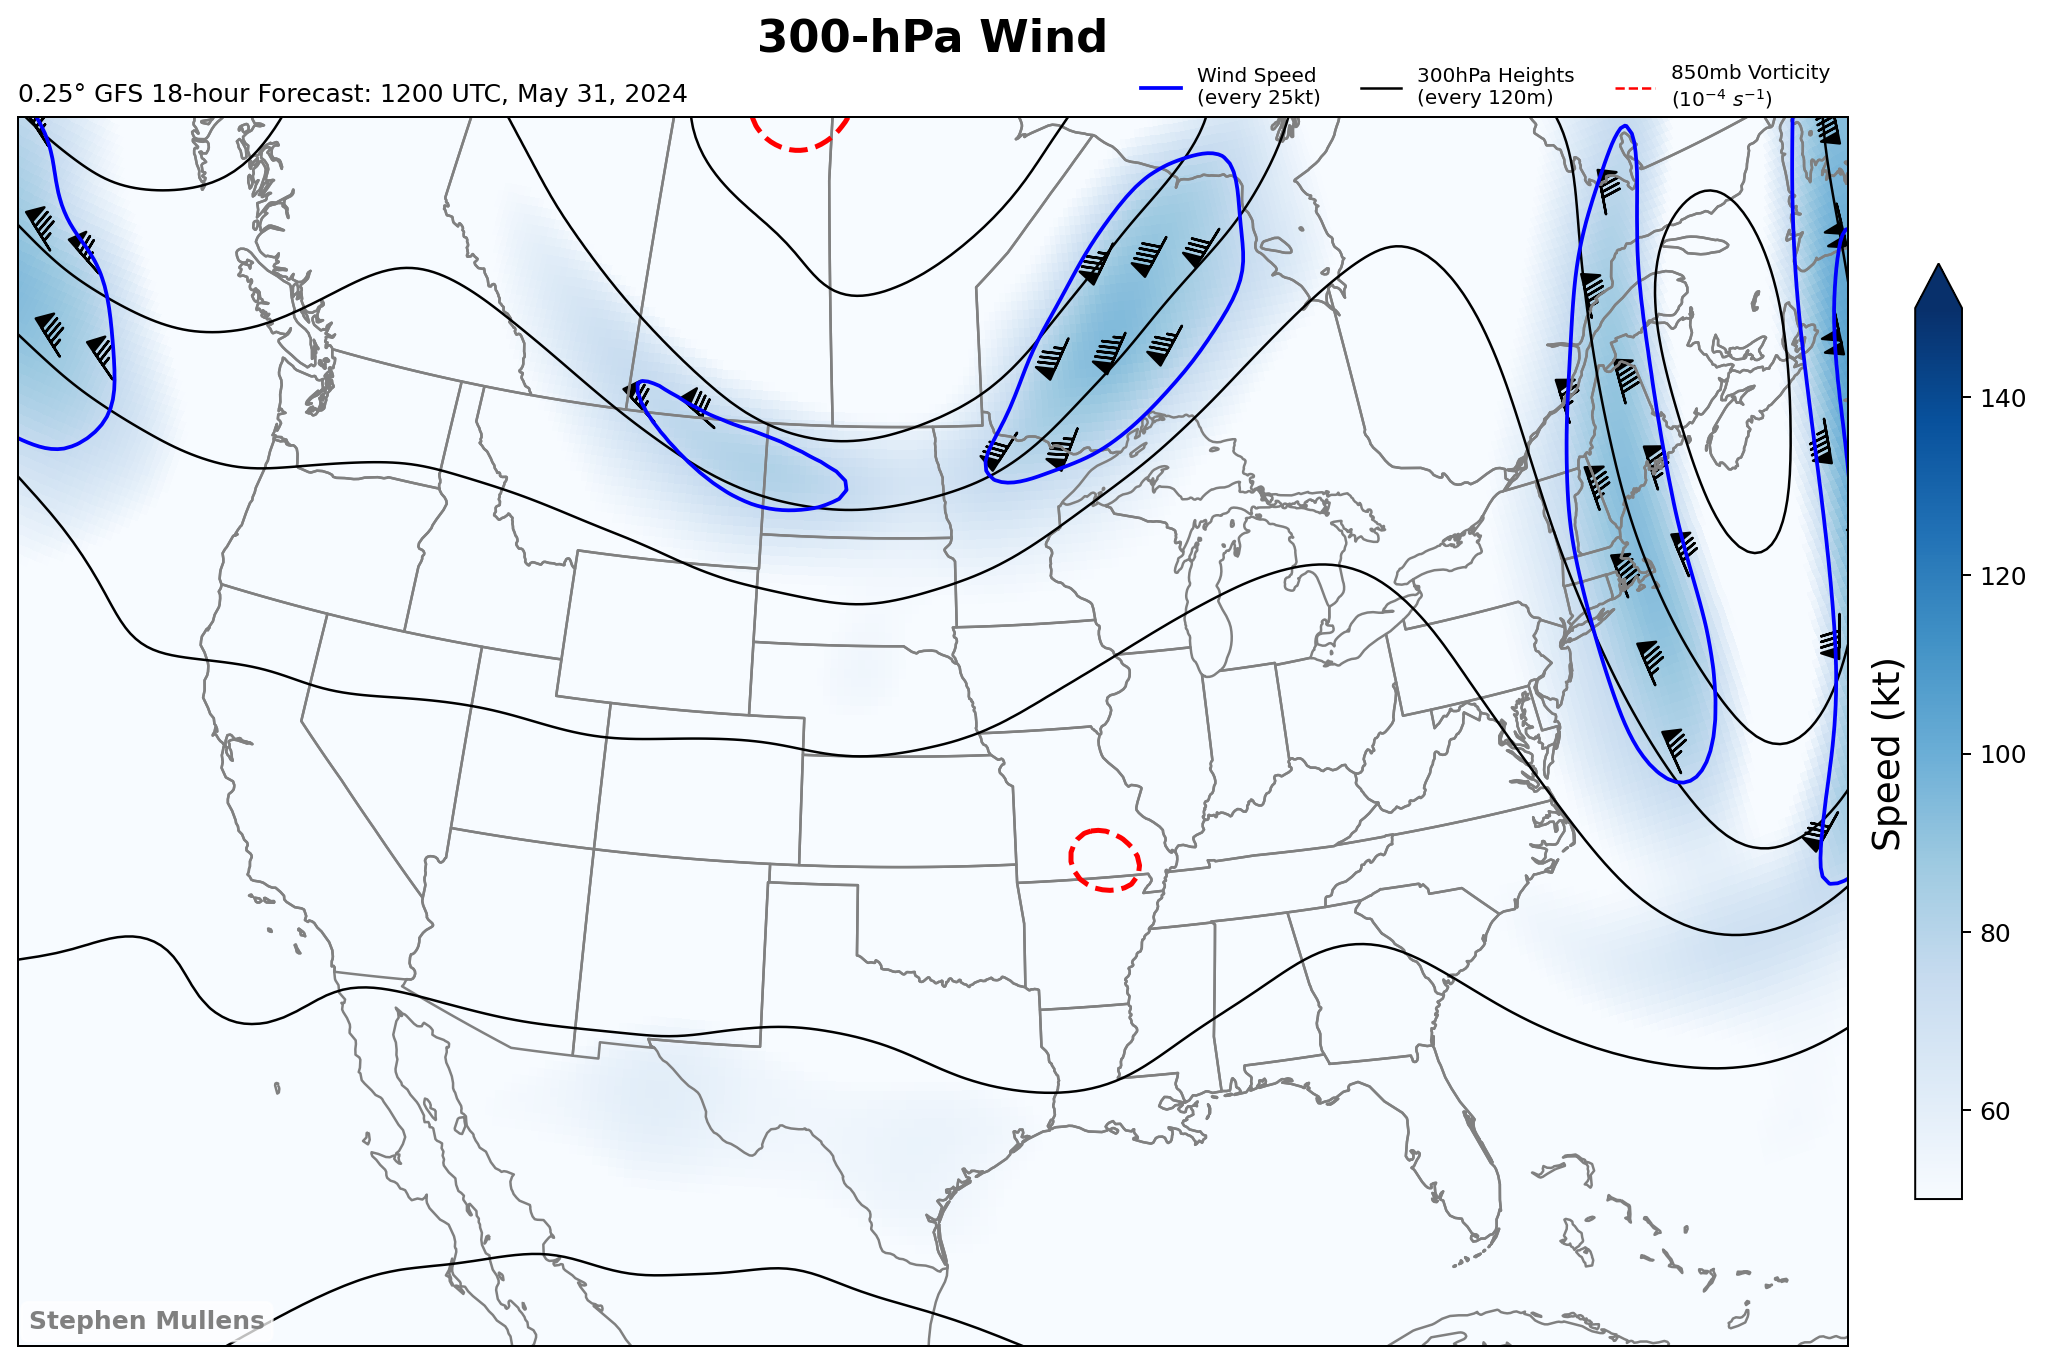 300-hPa Wind
0.25° GFS 18-hour Forecast: 1200 UTC, May 31, 2024
Wind Speed
(every 25kt)
300hPa Heights
(every 120m)
850mb Vorticity
(10⁻⁴ s⁻¹)
140
120
100
80
60
Speed (kt)
Stephen Mullens